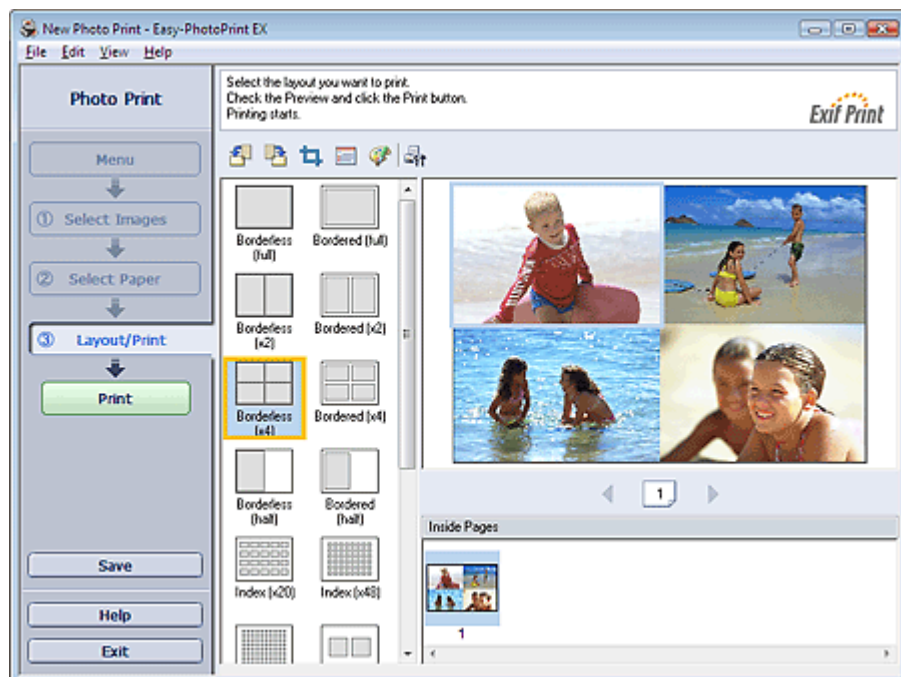 New Photo Print - Easy-PhotoPrint EX
File Edit View Help
Photo Print
Select the layout you want to print.
Check the Preview and click the Print button.
Printing starts.
Exif Print
Menu
① Select Images
② Select Paper
③ Layout/Print
Print
Save
Help
Exit
Borderless
(full)
Bordered (full)
Borderless
(x2)
Bordered (x2)
Borderless
(x4)
Bordered (x4)
Borderless
(half)
Bordered
(half)
Index (x20)
Index (x48)
1
Inside Pages
1